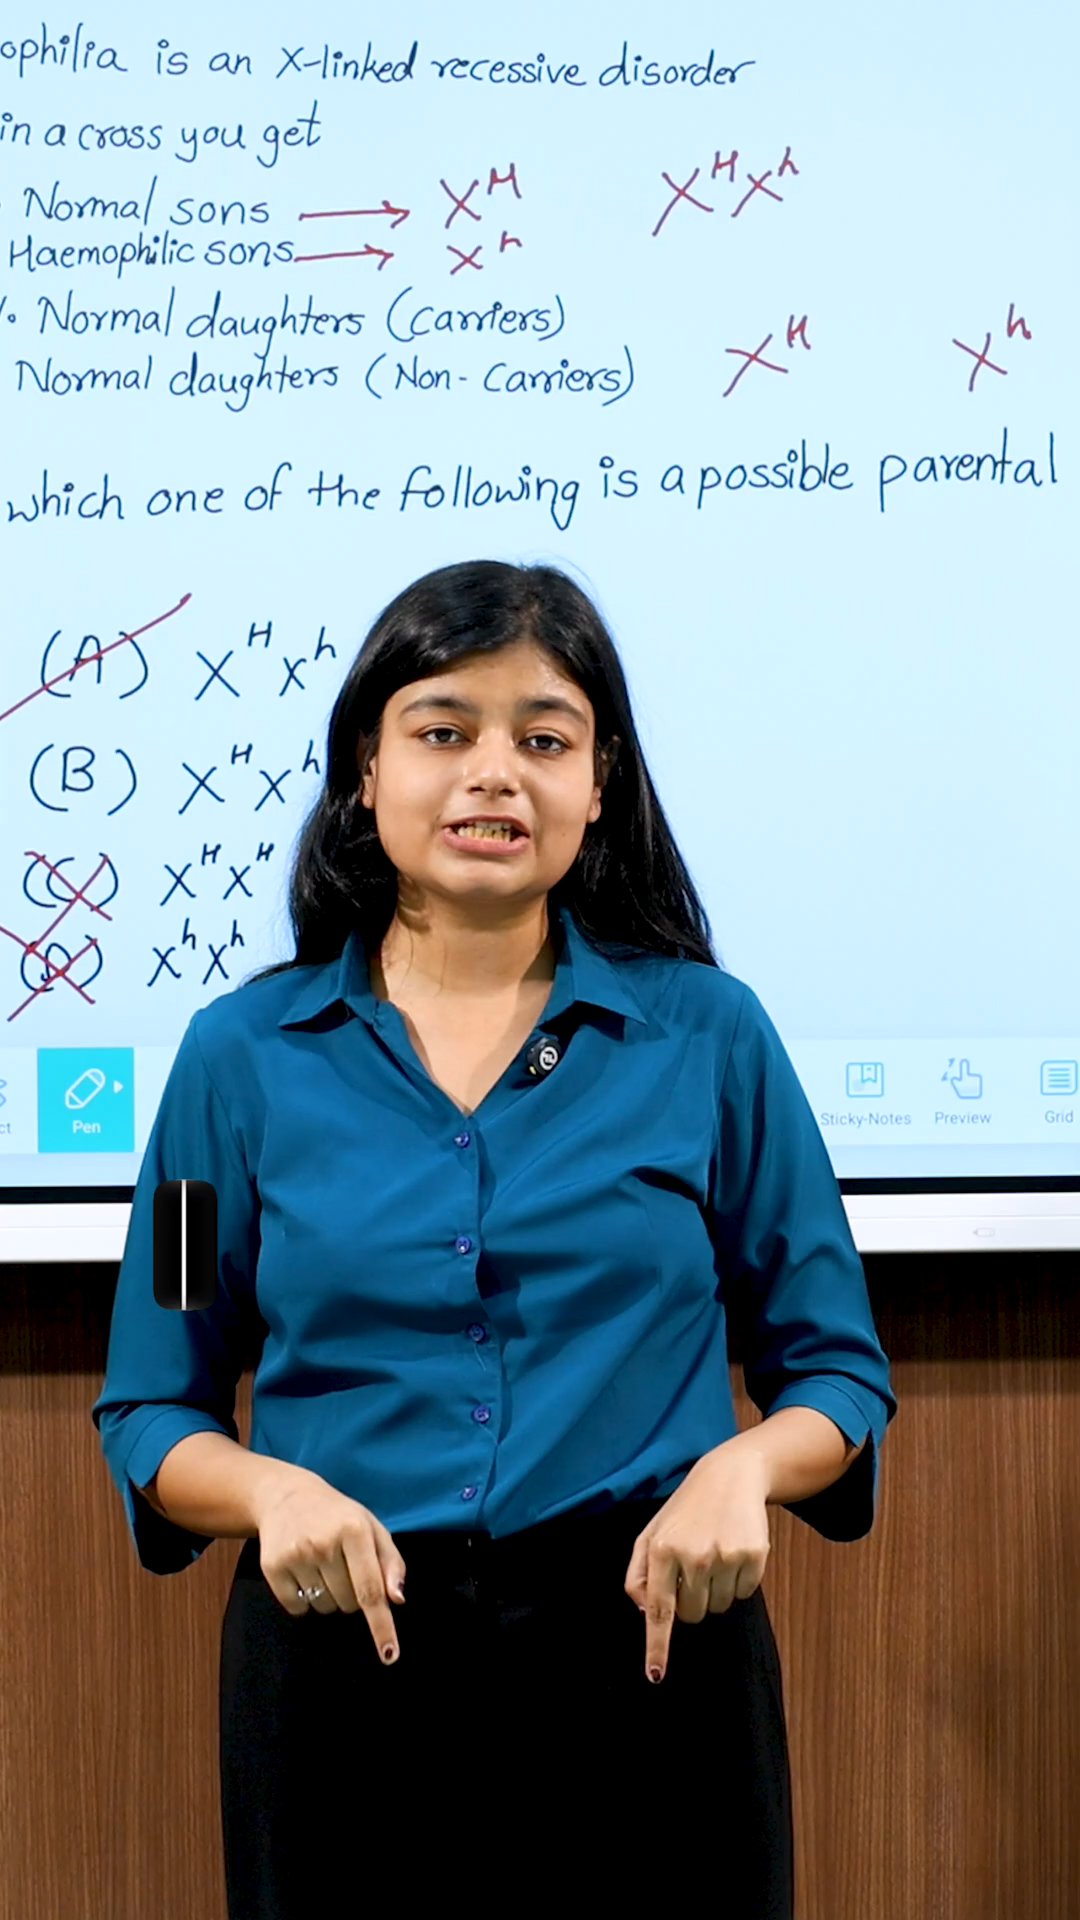 ophilia is an X-linked recessive disorder
in a cross you get
Normal sons → X^H X^H X^h
Haemophilic sons → X^h
%. Normal daughters (Carriers)
Normal daughters (Non-Carriers) X^H X^h
which one of the following is a possible parental
(A) X^H X^h
(B) X^H X^h
(C) X^H X^H
(D) X^h X^h
ct Pen Sticky-Notes Preview Grid